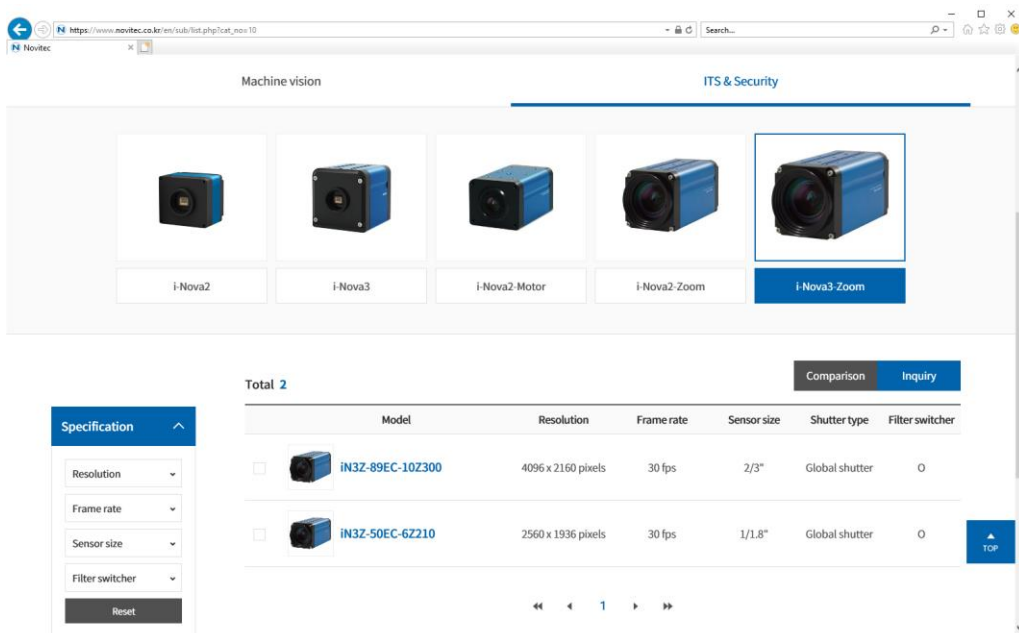 https://www.novitec.co.kr/en/sub/list.php?cat_no=10
Search...
Novitec
Machine vision
ITS & Security
i-Nova2
i-Nova3
i-Nova2-Motor
i-Nova2-Zoom
i-Nova3-Zoom
Total 2
Comparison
Inquiry
Model Resolution Frame rate Sensor size Shutter type Filter switcher
iN3Z-89EC-10Z300 4096 x 2160 pixels 30 fps 2/3" Global shutter O
iN3Z-50EC-6Z210 2560 x 1936 pixels 30 fps 1/1.8" Global shutter O
Specification
Resolution
Frame rate
Sensor size
Filter switcher
Reset
1
TOP